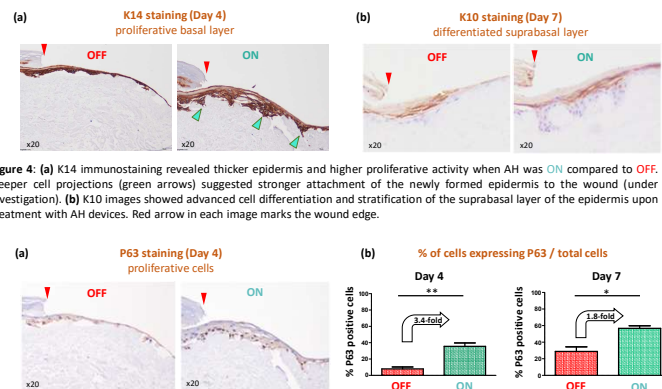 (a)
K14 staining (Day 4)
proliferative basal layer
OFF
ON
x20
x20
(b)
K10 staining (Day 7)
differentiated suprabasal layer
OFF
ON
x20
x20
gure 4: (a) K14 immunostaining revealed thicker epidermis and higher proliferative activity when AH was ON compared to OFF.
eeper cell projections (green arrows) suggested stronger attachment of the newly formed epidermis to the wound (under
vestigation). (b) K10 images showed advanced cell differentiation and stratification of the suprabasal layer of the epidermis upon
eatment with AH devices. Red arrow in each image marks the wound edge.
(a)
P63 staining (Day 4)
proliferative cells
OFF
ON
x20
x20
(b)
% of cells expressing P63 / total cells
Day 4
% P63 positive cells
100
80
60
40
20
0
**
3.4-fold
OFF
ON
Day 7
% P63 positive cells
100
80
60
40
20
0
*
1.8-fold
OFF
ON